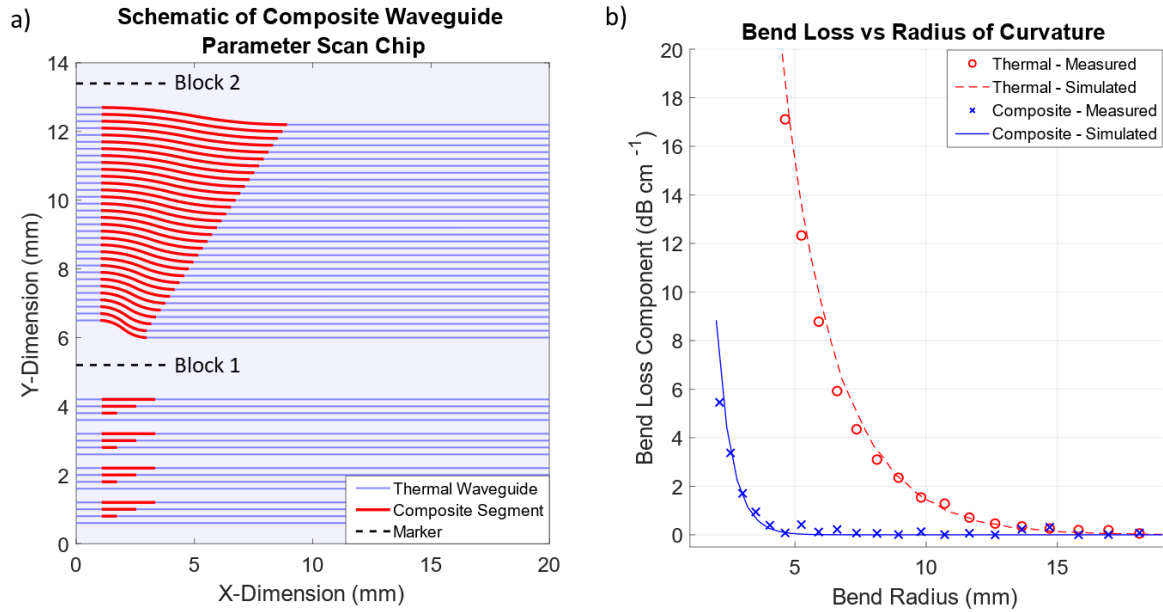 a)
Schematic of Composite Waveguide
Parameter Scan Chip
14
12
10
8
6
4
2
0
Y-Dimension (mm)
Block 2
Block 1
Thermal Waveguide
Composite Segment
Marker
0
5
10
15
20
X-Dimension (mm)
b)
Bend Loss vs Radius of Curvature
20
18
16
14
12
10
8
6
4
2
0
Bend Loss Component (dB cm⁻¹)
Thermal - Measured
Thermal - Simulated
Composite - Measured
Composite - Simulated
5
10
15
Bend Radius (mm)